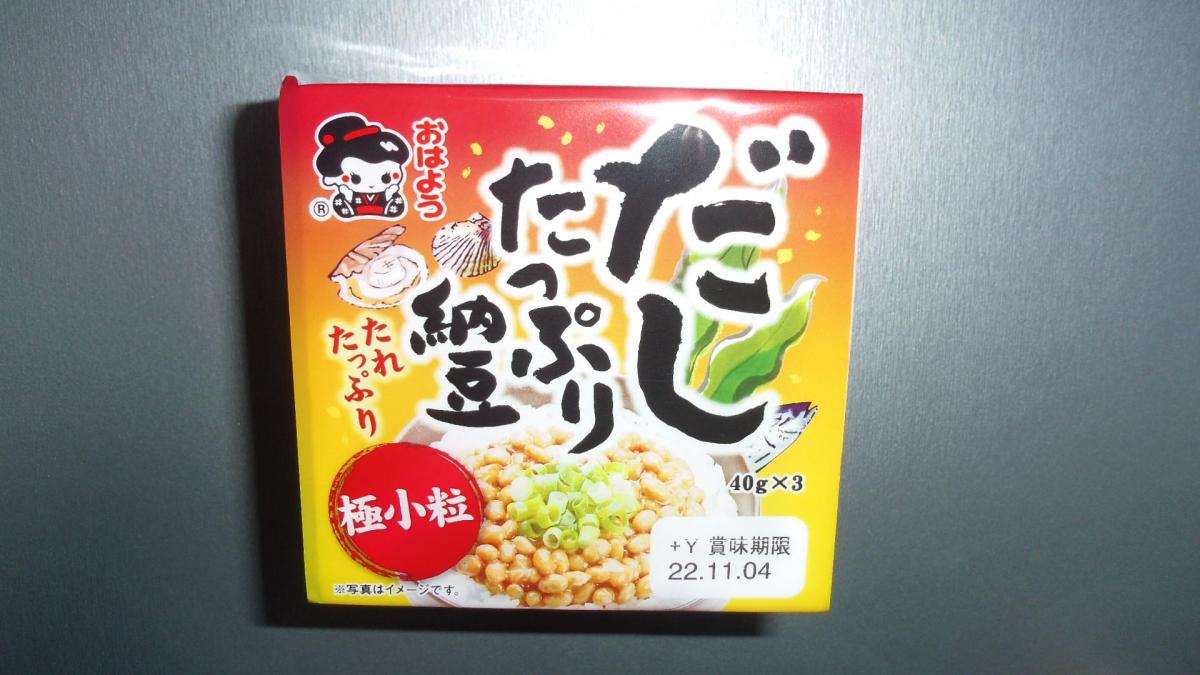 おはよう
®
だし
たっぷり
納豆
たれ
たっぷり
極小粒
40g×3
+Y 賞味期限
22.11.04
※写真はイメージです。